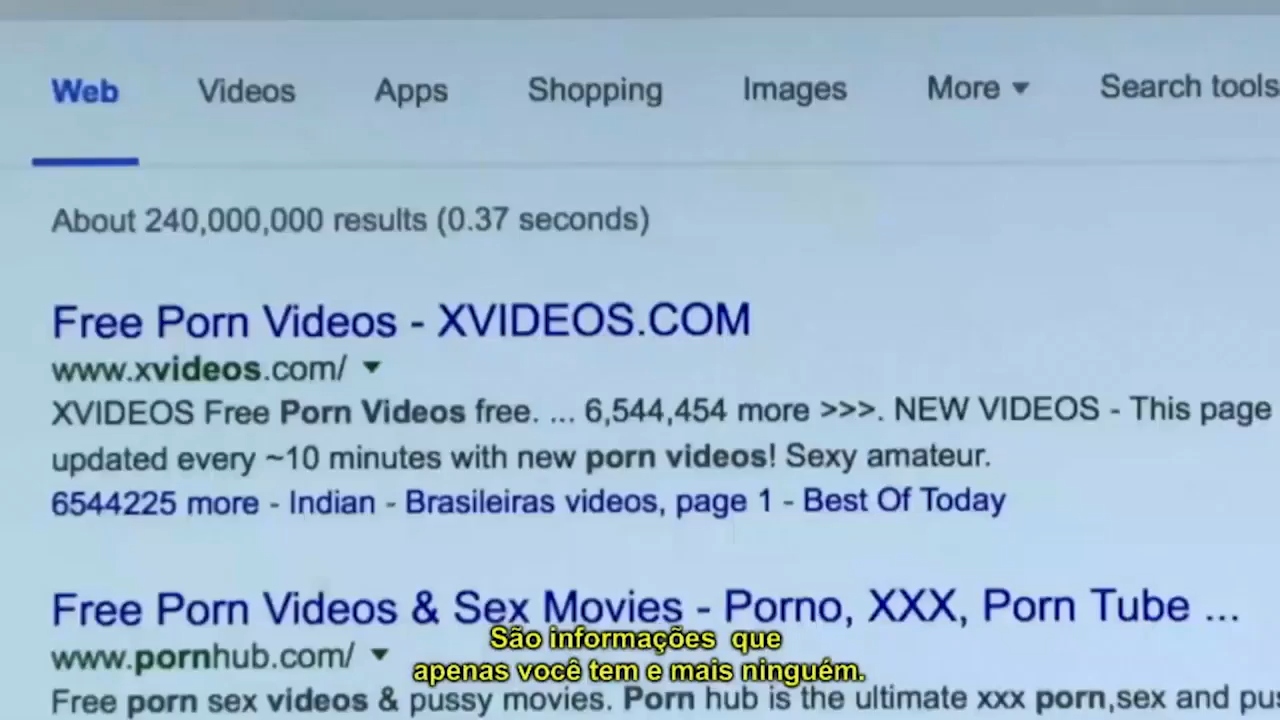 Web Videos Apps Shopping Images More Search tools
About 240,000,000 results (0.37 seconds)
Free Porn Videos - XVIDEOS.COM
www.xvideos.com/
XVIDEOS Free Porn Videos free. ... 6,544,454 more >>>. NEW VIDEOS - This page
updated every ~10 minutes with new porn videos! Sexy amateur.
6544225 more - Indian - Brasileiras videos, page 1 - Best Of Today
Free Porn Videos & Sex Movies - Porno, XXX, Porn Tube ...
www.pornhub.com/
Free porn sex videos & pussy movies. Porn hub is the ultimate xxx porn,sex and
São informações que
apenas você tem e mais ninguém.